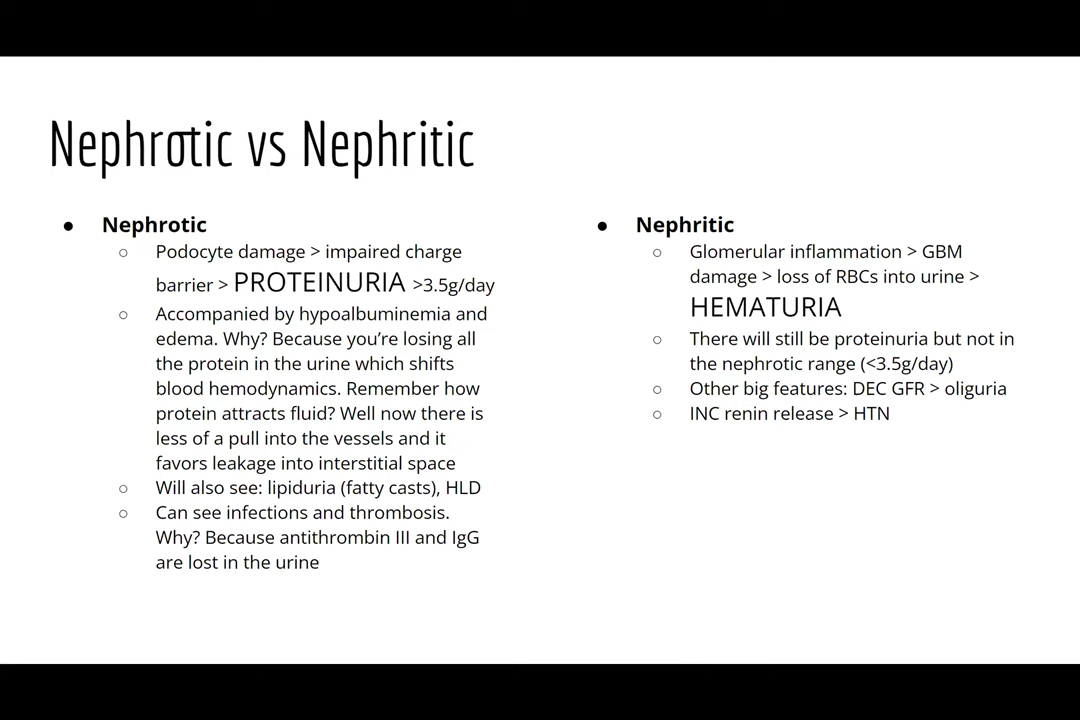 Nephrotic vs Nephritic
● Nephrotic
○ Podocyte damage > impaired charge
barrier > PROTEINURIA >3.5g/day
○ Accompanied by hypoalbuminemia and
edema. Why? Because you’re losing all
the protein in the urine which shifts
blood hemodynamics. Remember how
protein attracts fluid? Well now there is
less of a pull into the vessels and it
favors leakage into interstitial space
○ Will also see: lipiduria (fatty casts), HLD
○ Can see infections and thrombosis.
Why? Because antithrombin III and IgG
are lost in the urine
● Nephritic
○ Glomerular inflammation > GBM
damage > loss of RBCs into urine >
HEMATURIA
○ There will still be proteinuria but not in
the nephrotic range (<3.5g/day)
○ Other big features: DEC GFR > oliguria
○ INC renin release > HTN